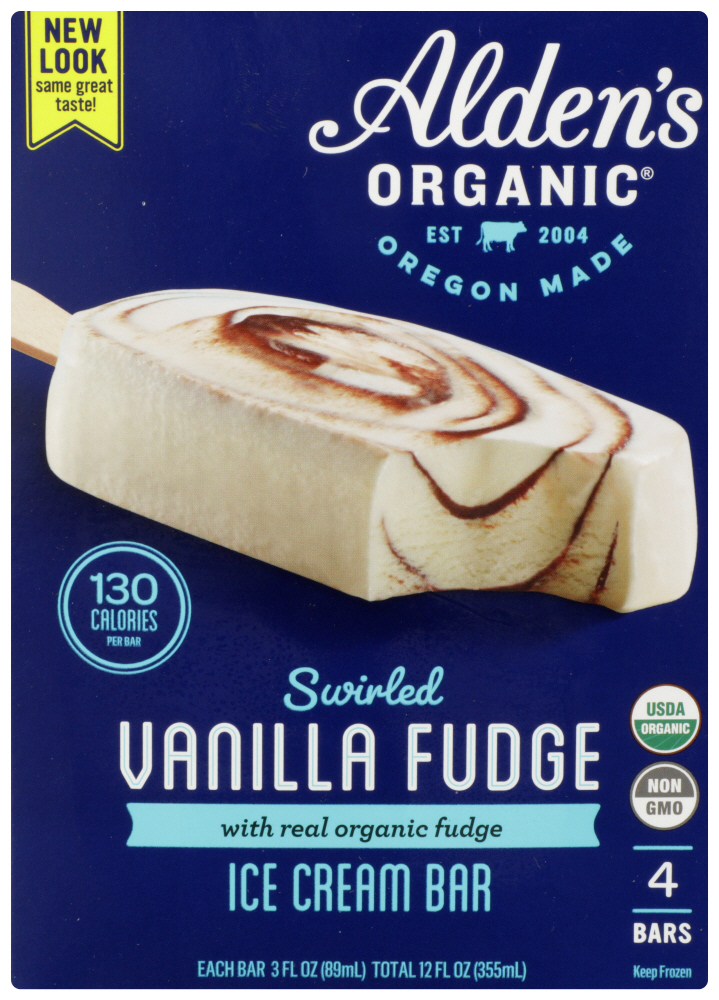 NEW
LOOK
same great
taste!
Alden's
ORGANIC®
EST 2004
OREGON MADE
130
CALORIES
PER BAR
Swirled
VANILLA FUDGE
with real organic fudge
ICE CREAM BAR
USDA
ORGANIC
NON
GMO
4
BARS
EACH BAR 3 FL OZ (89mL) TOTAL 12 FL OZ (355mL)
Keep Frozen